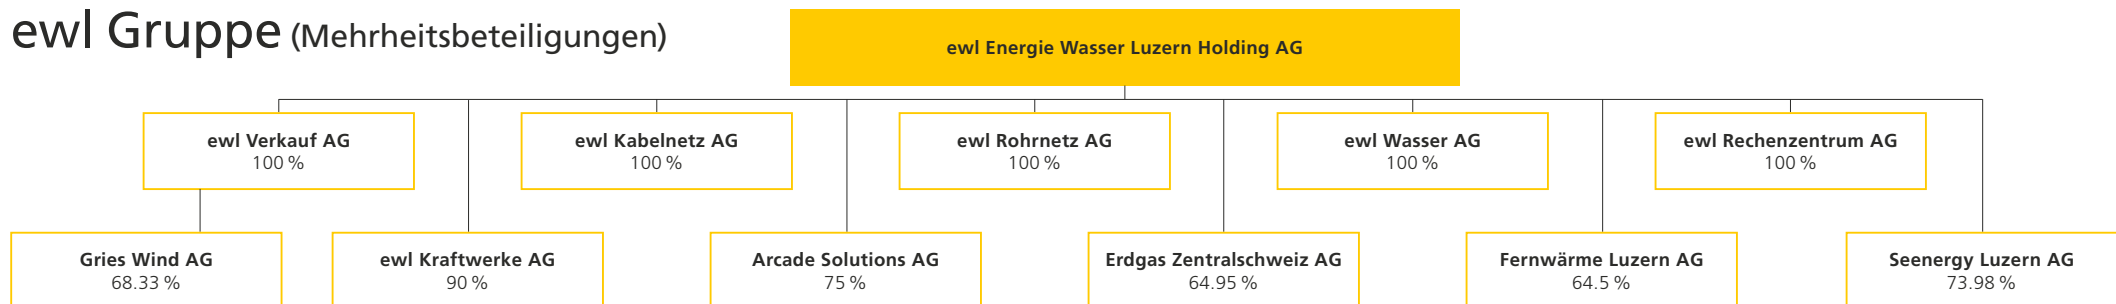 ewl Gruppe (Mehrheitsbeteiligungen)
ewl Energie Wasser Luzern Holding AG
ewl Verkauf AG
100 %
ewl Kabelnetz AG
100 %
ewl Rohrnetz AG
100 %
ewl Wasser AG
100 %
ewl Rechenzentrum AG
100 %
Gries Wind AG
68.33 %
ewl Kraftwerke AG
90 %
Arcade Solutions AG
75 %
Erdgas Zentralschweiz AG
64.95 %
Fernwärme Luzern AG
64.5 %
Seenergy Luzern AG
73.98 %